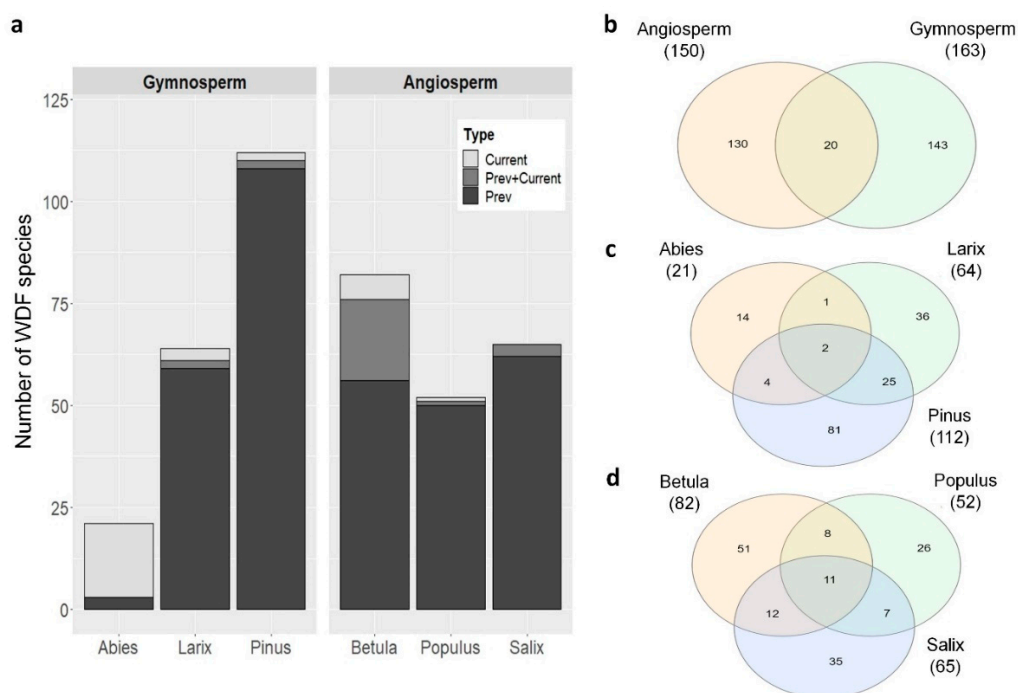 a
Number of WDF species
125
100
75
50
25
0
Gymnosperm
Angiosperm
Type
Current
Prev+Current
Prev
Abies
Larix
Pinus
Betula
Populus
Salix
b
Angiosperm
(150)
Gymnosperm
(163)
130
20
143
c
Abies
(21)
Larix
(64)
14
1
36
2
4
25
81
Pinus
(112)
d
Betula
(82)
Populus
(52)
51
8
26
11
12
7
35
Salix
(65)